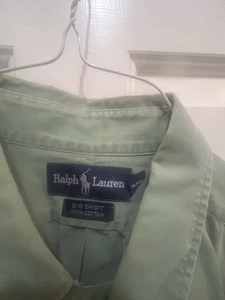 Ralph Lauren
BIG SHIRT
100% COTTON